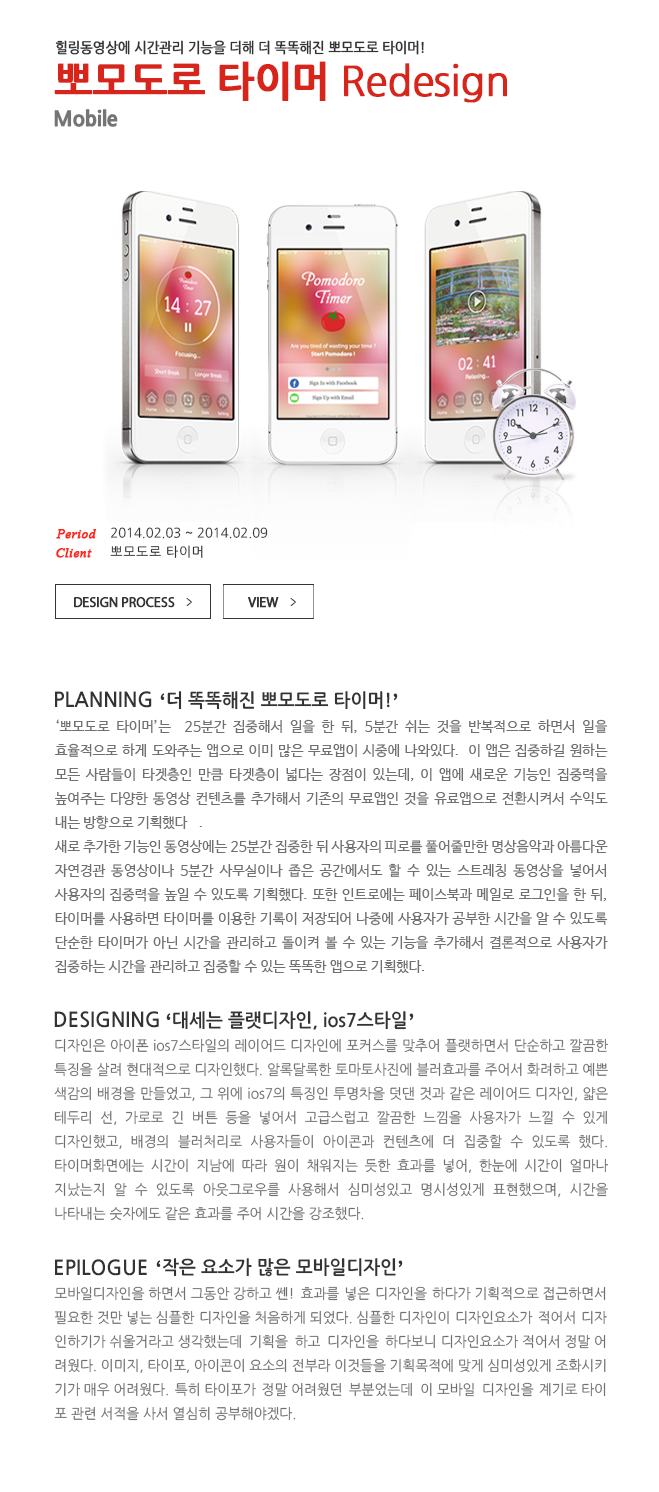 힐링동영상에 시간관리 기능을 더해 더 똑똑해진 뽀모도로 타이머!
뽀모도로 타이머 Redesign
Mobile
Pomodoro
Timer
14 : 27
Focusing...
Short Break
Longer Break
Home
Pomodoro
Timer
Are you tired of wasting your time ?
Start Pomodoro !
Sign In with Facebook
Sign Up with Email
02 : 41
Relaxing...
12
1
2
3
4
5
6
7
8
9
10
11
Period 2014.02.03 ~ 2014.02.09
Client 뽀모도로 타이머
DESIGN PROCESS >
VIEW >
PLANNING ‘더 똑똑해진 뽀모도로 타이머!’
‘뽀모도로 타이머’는 25분간 집중해서 일을 한 뒤, 5분간 쉬는 것을 반복적으로 하면서 일을
효율적으로 하게 도와주는 앱으로 이미 많은 무료앱이 시중에 나와있다. 이 앱은 집중하길 원하는
모든 사람들이 타겟층인 만큼 타겟층이 넓다는 장점이 있는데, 이 앱에 새로운 기능인 집중력을
높여주는 다양한 동영상 컨텐츠를 추가해서 기존의 무료앱인 것을 유료앱으로 전환시켜서 수익도
내는 방향으로 기획했다 .
새로 추가한 기능인 동영상에는 25분간 집중한 뒤 사용자의 피로를 풀어줄만한 명상음악과 아름다운
자연경관 동영상이나 5분간 사무실이나 좁은 공간에서도 할 수 있는 스트레칭 동영상을 넣어서
사용자의 집중력을 높일 수 있도록 기획했다. 또한 인트로에는 페이스북과 메일로 로그인을 한 뒤,
타이머를 사용하면 타이머를 이용한 기록이 저장되어 나중에 사용자가 공부한 시간을 알 수 있도록
단순한 타이머가 아닌 시간을 관리하고 돌이켜 볼 수 있는 기능을 추가해서 결론적으로 사용자가
집중하는 시간을 관리하고 집중할 수 있는 똑똑한 앱으로 기획했다.
DESIGNING ‘대세는 플랫디자인, ios7스타일’
디자인은 아이폰 ios7스타일의 레이어드 디자인에 포커스를 맞추어 플랫하면서 단순하고 깔끔한
특징을 살려 현대적으로 디자인했다. 알록달록한 토마토사진에 블러효과를 주어서 화려하고 예쁜
색감의 배경을 만들었고, 그 위에 ios7의 특징인 투명차을 덧댄 것과 같은 레이어드 디자인, 얇은
테두리 선, 가로로 긴 버튼 등을 넣어서 고급스럽고 깔끔한 느낌을 사용자가 느낄 수 있게
디자인했고, 배경의 블러처리로 사용자들이 아이콘과 컨텐츠에 더 집중할 수 있도록 했다.
타이머화면에는 시간이 지남에 따라 원이 채워지는 듯한 효과를 넣어, 한눈에 시간이 얼마나
지났는지 알 수 있도록 아웃그로우를 사용해서 심미성있고 명시성있게 표현했으며, 시간을
나타내는 숫자에도 같은 효과를 주어 시간을 강조했다.
EPILOGUE ‘작은 요소가 많은 모바일디자인’
모바일디자인을 하면서 그동안 강하고 쎈! 효과를 넣은 디자인을 하다가 기획적으로 접근하면서
필요한 것만 넣는 심플한 디자인을 처음하게 되었다. 심플한 디자인이 디자인요소가 적어서 디자
인하기가 쉬울거라고 생각했는데 기획을 하고 디자인을 하다보니 디자인요소가 적어서 정말 어
려웠다. 이미지, 타이포, 아이콘이 요소의 전부라 이것들을 기획목적에 맞게 심미성있게 조화시키
기가 매우 어려웠다. 특히 타이포가 정말 어려웠던 부분었는데 이 모바일 디자인을 계기로 타이
포 관련 서적을 사서 열심히 공부해야겠다.